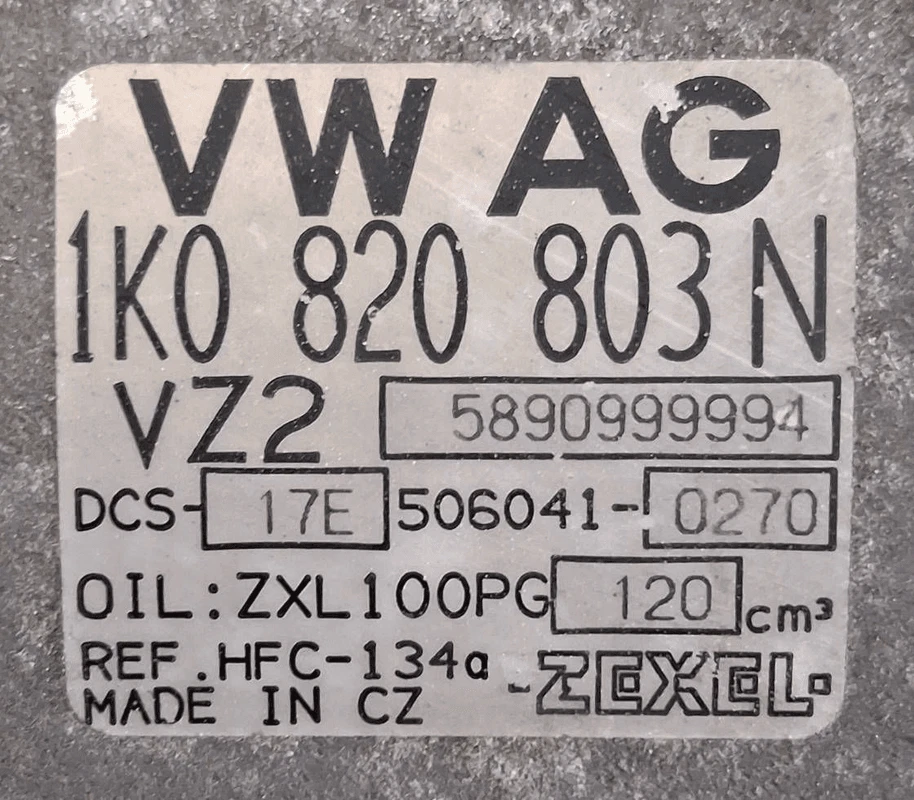 VW AG
1K0 820 803 N
VZ2 5890999994
DCS-17E 506041-0270
OIL:ZXL100PG 120 cm³
REF.HFC-134a
MADE IN CZ ZEXEL